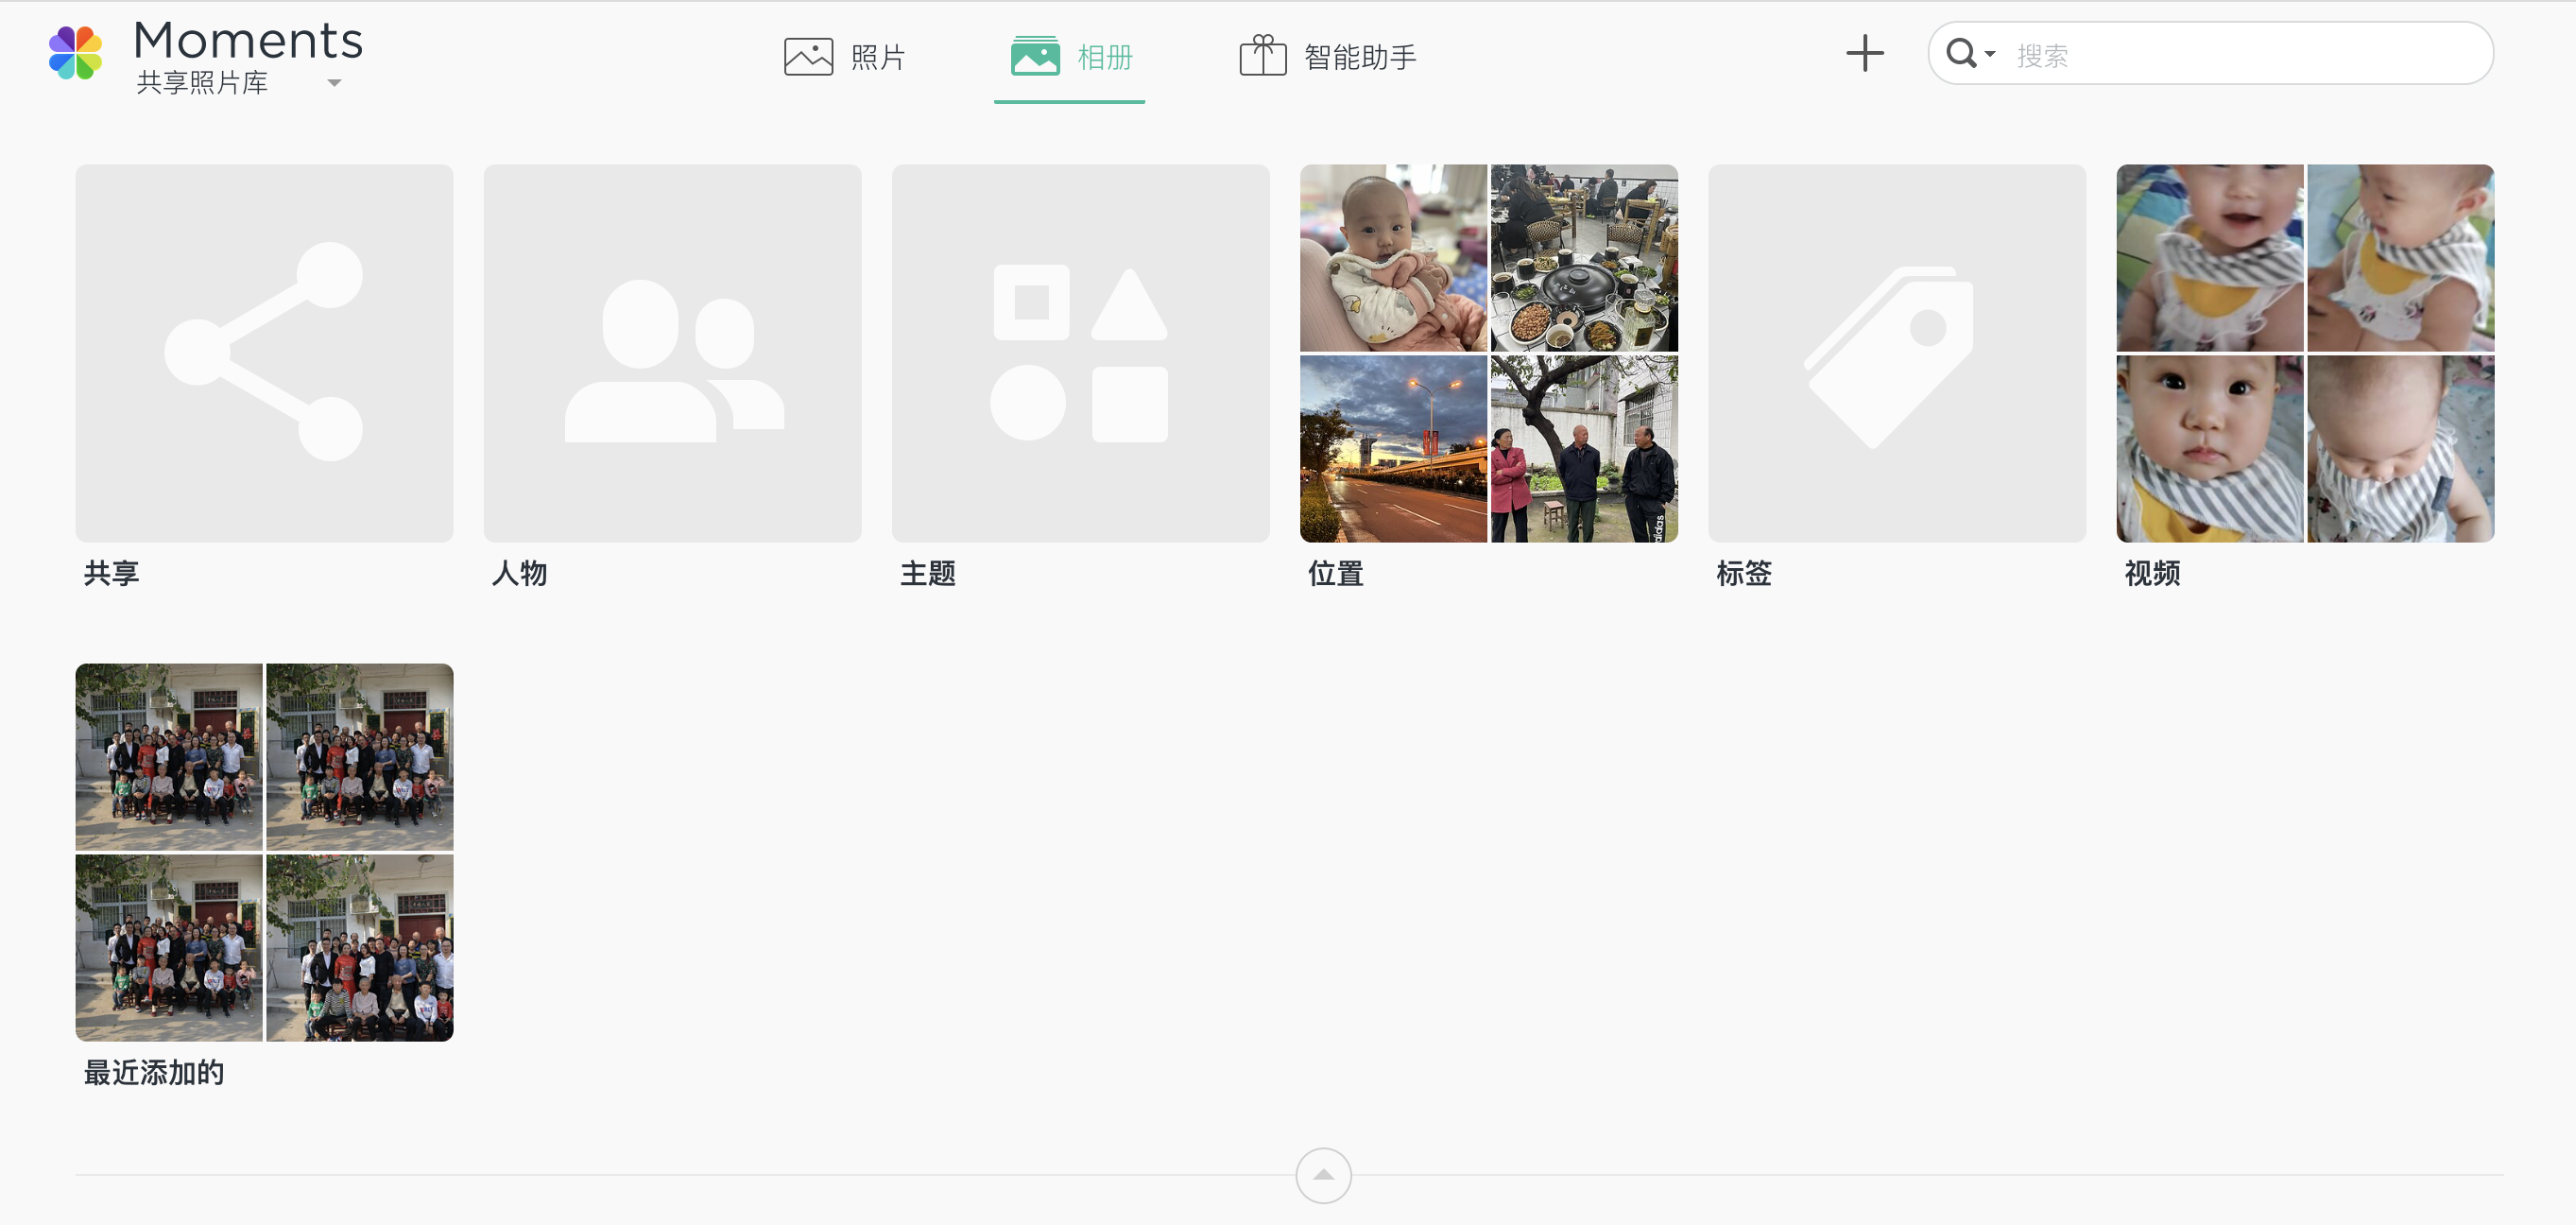 Moments
共享照片库
照片
相册
智能助手
搜索
共享
人物
主题
位置
标签
视频
最近添加的